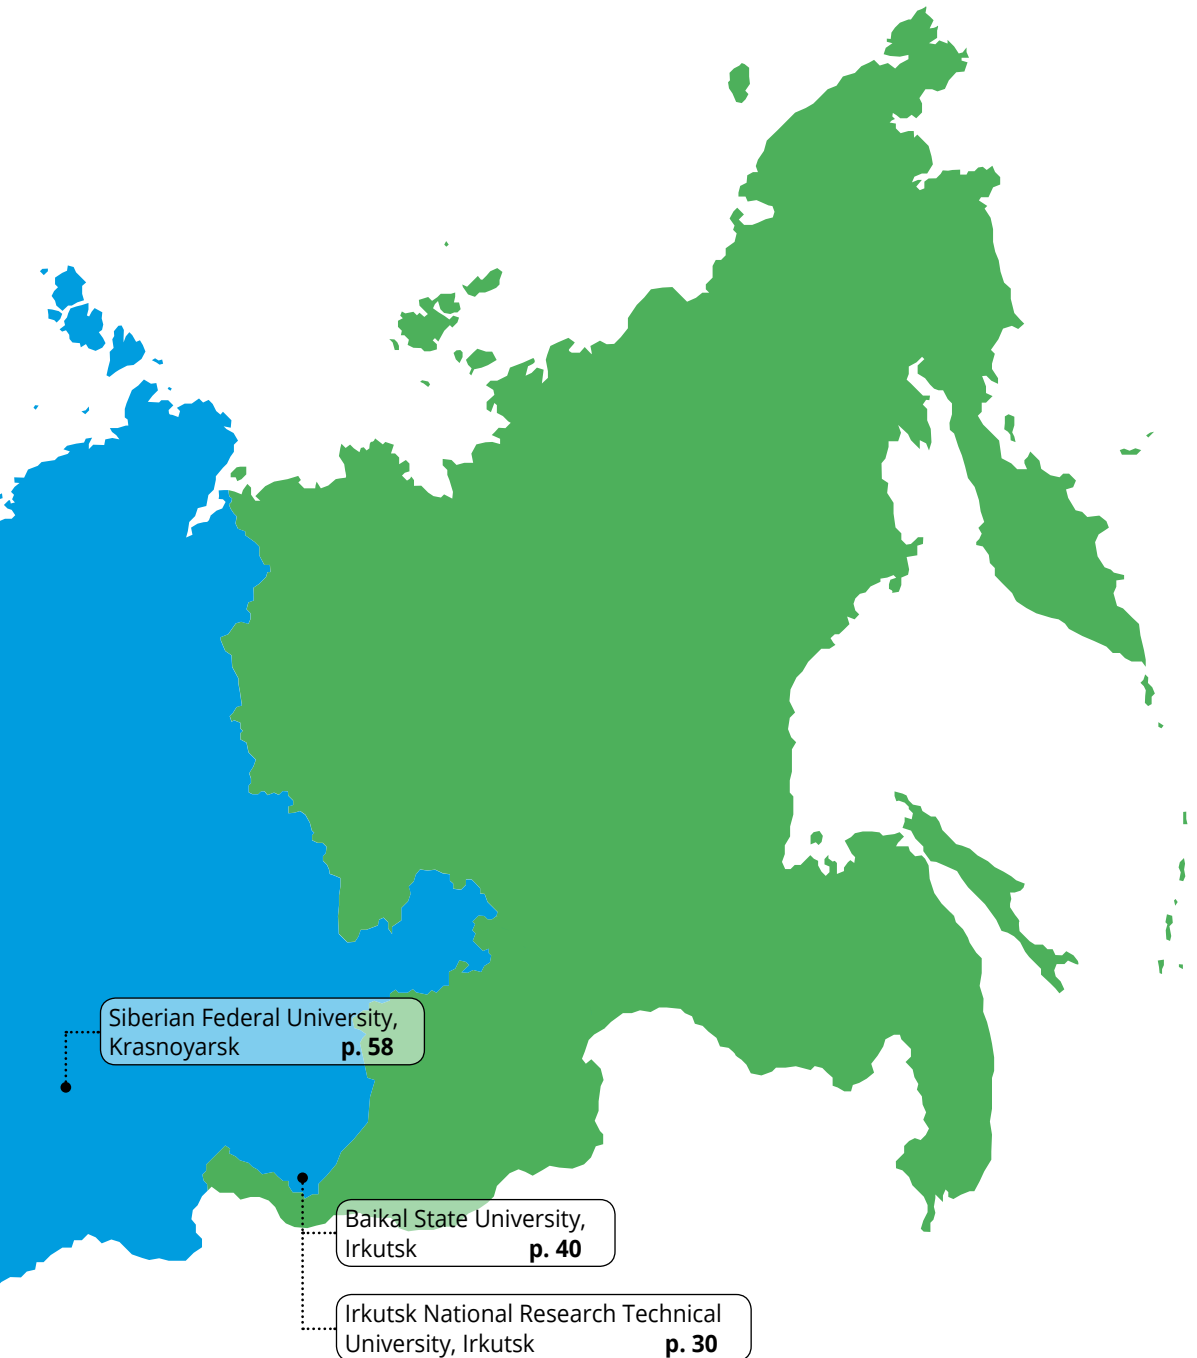 Siberian Federal University,
Krasnoyarsk p. 58
Baikal State University,
Irkutsk p. 40
Irkutsk National Research Technical
University, Irkutsk p. 30